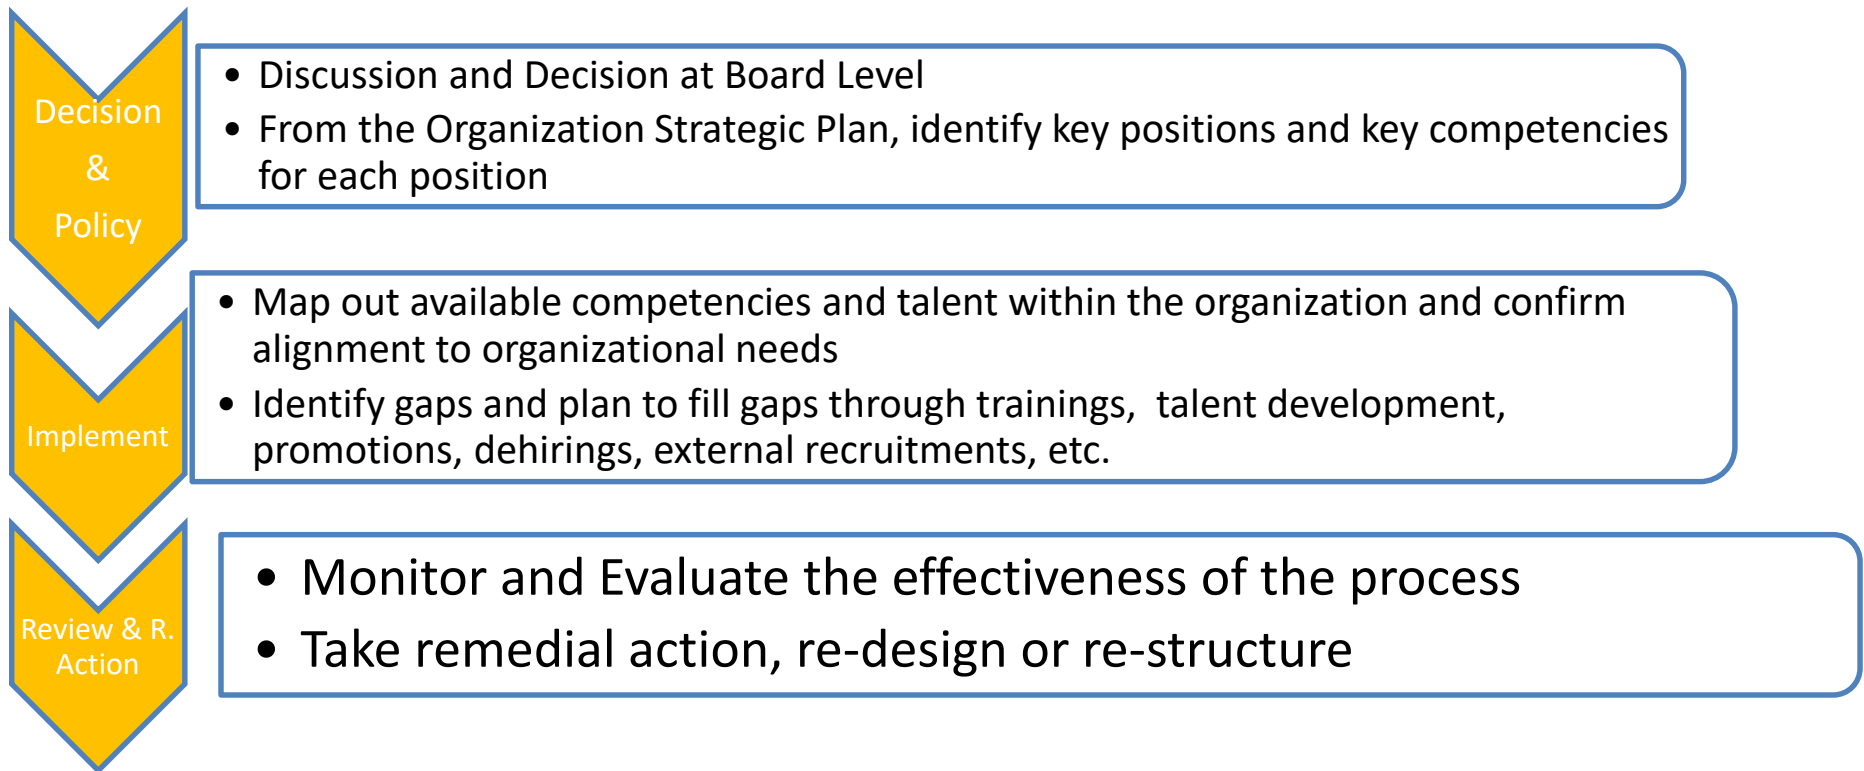 Decision
&
Policy
• Discussion and Decision at Board Level
• From the Organization Strategic Plan, identify key positions and key competencies
for each position
Implement
• Map out available competencies and talent within the organization and confirm
alignment to organizational needs
• Identify gaps and plan to fill gaps through trainings,  talent development,
promotions, dehirings, external recruitments, etc.
Review & R.
Action
• Monitor and Evaluate the effectiveness of the process
• Take remedial action, re-design or re-structure